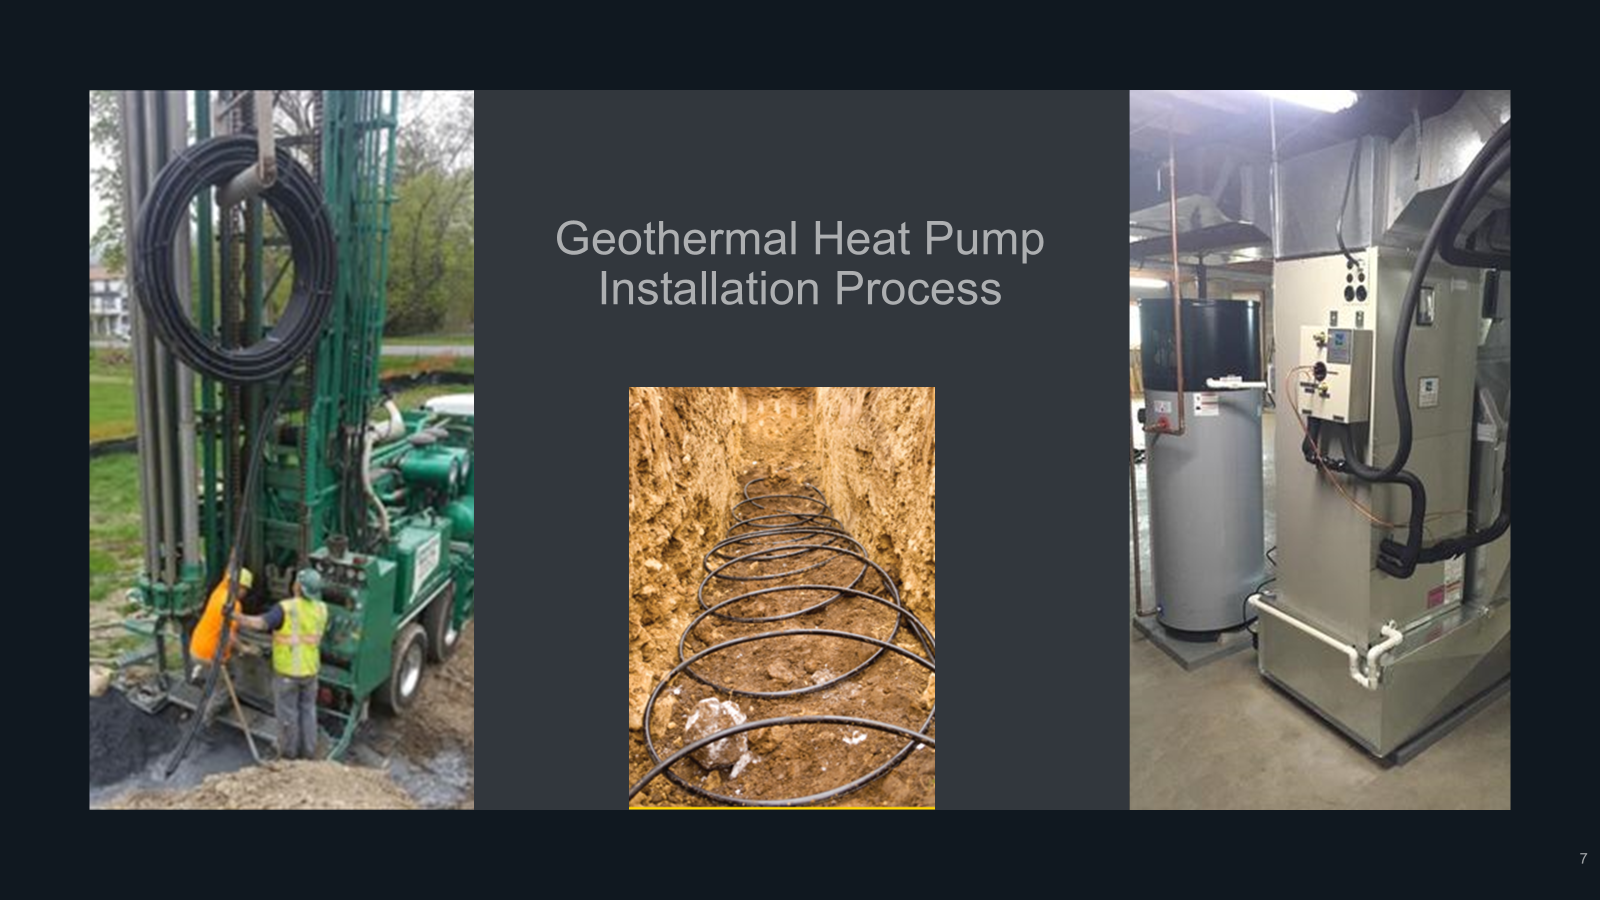 Geothermal Heat Pump
Installation Process
7